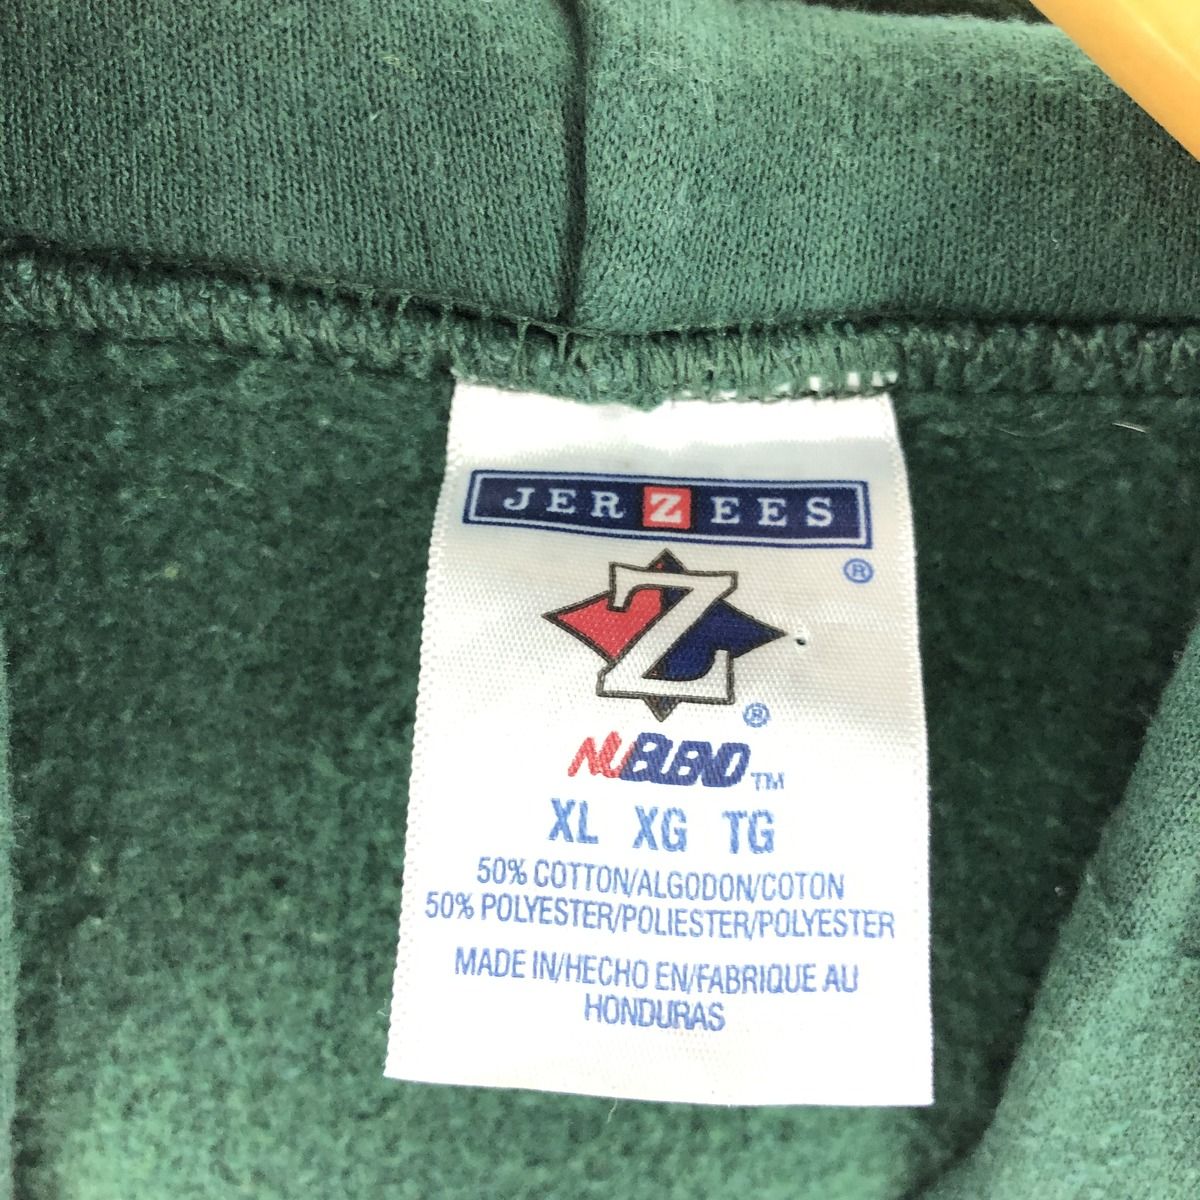 JERZEES
®
Z
®
NUBLEND™
XL XG TG
50% COTTON/ALGODON/COTON
50% POLYESTER/POLIESTER/POLYESTER
MADE IN/HECHO EN/FABRIQUE AU
HONDURAS